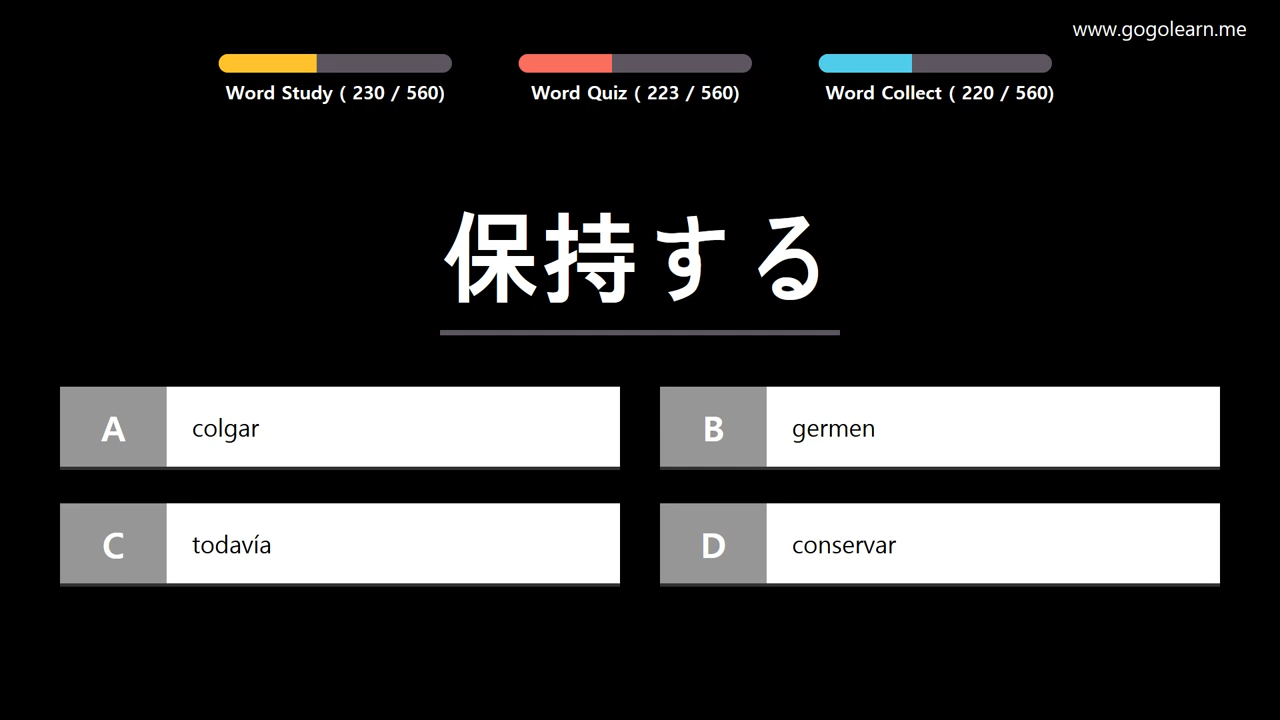 www.gogolearn.me
Word Study ( 230 / 560)
Word Quiz ( 223 / 560)
Word Collect ( 220 / 560)
保持する
A colgar
B germen
C todavía
D conservar